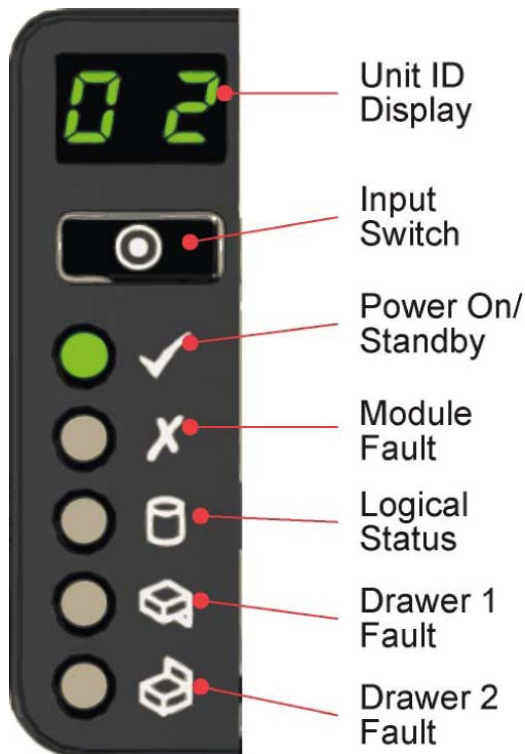 02
Unit ID
Display
Input
Switch
Power On/
Standby
Module
Fault
Logical
Status
Drawer 1
Fault
Drawer 2
Fault